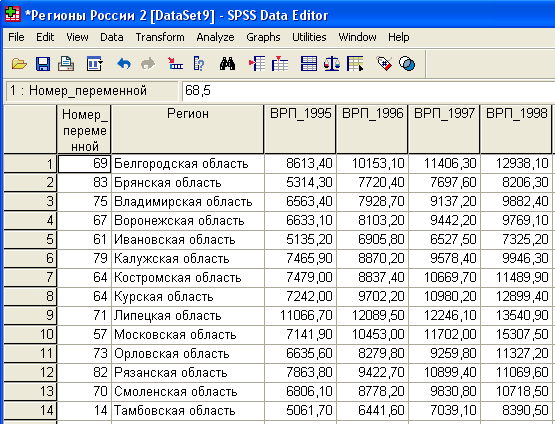 *Регионы России 2 [DataSet9] - SPSS Data Editor
File Edit View Data Transform Analyze Graphs Utilities Window Help
1 : Номер_переменной 68,5
Номер_переме нной Регион ВРП_1995 ВРП_1996 ВРП_1997 ВРП_1998
1 69 Белгородская область 8613,40 10153,10 11406,30 12938,10
2 83 Брянская область 5314,30 7720,40 7697,60 8206,30
3 75 Владимирская область 6563,40 7928,70 9137,20 9882,40
4 67 Воронежская область 6633,10 8103,20 9442,20 9769,10
5 61 Ивановская область 5135,20 6905,80 6527,50 7325,20
6 79 Калужская область 7465,90 8870,20 9578,40 9946,30
7 64 Костромская область 7479,00 8837,40 10669,70 11489,90
8 64 Курская область 7242,00 9702,20 10980,20 12899,40
9 71 Липецкая область 11066,70 12089,50 12246,10 13540,90
10 57 Московская область 7141,90 10453,00 11702,00 15307,50
11 73 Орловская область 6635,60 8279,80 9259,80 11327,20
12 82 Рязанская область 7863,80 9422,70 10899,40 11069,60
13 70 Смоленская область 6806,10 8778,20 9830,80 10718,50
14 14 Тамбовская область 5061,70 6441,60 7039,10 8390,50